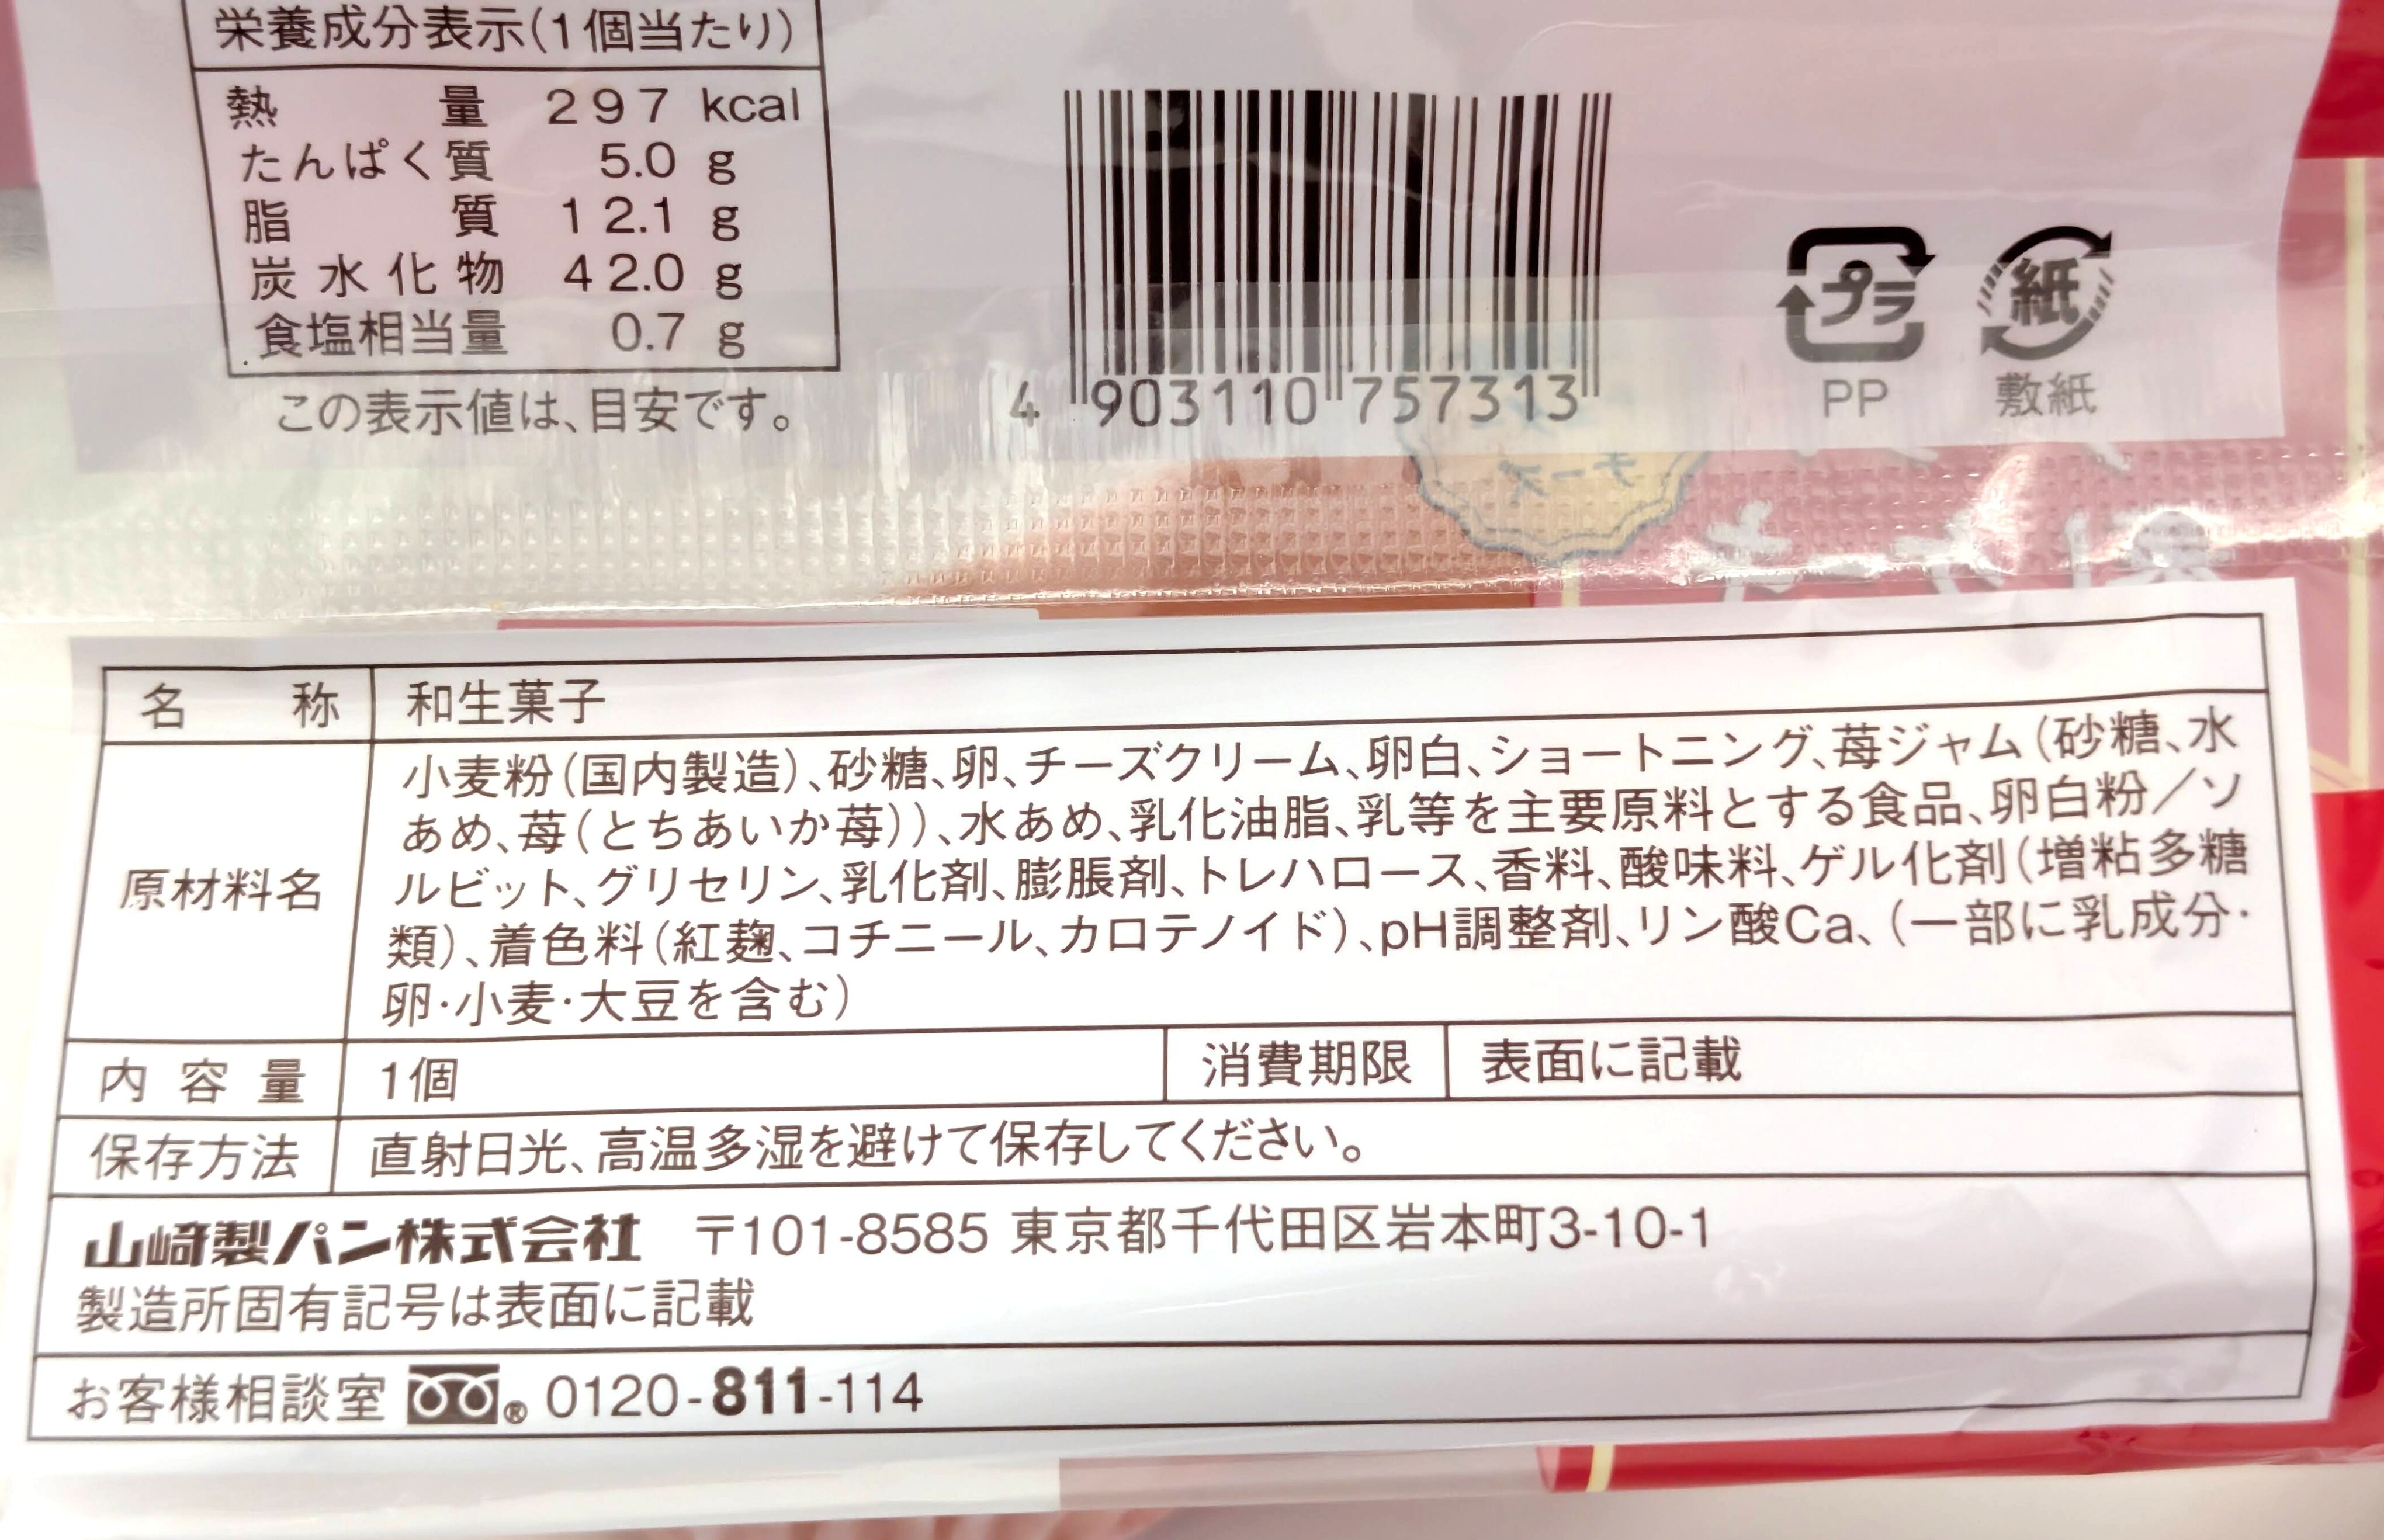 栄養成分表示(1個当たり)
熱量 297 kcal
たんぱく質 5.0 g
脂質 12.1 g
炭水化物 42.0 g
食塩相当量 0.7 g
この表示値は、目安です。
4 903110 757313
プラ
PP
紙
敷紙
チーズ
名称 和生菓子
原材料名
小麦粉(国内製造)、砂糖、卵、チーズクリーム、卵白、ショートニング、苺ジャム(砂糖、水
あめ、苺(とちあいか苺))、水あめ、乳化油脂、乳等を主要原料とする食品、卵白粉/ソ
ルビット、グリセリン、乳化剤、膨脹剤、トレハロース、香料、酸味料、ゲル化剤(増粘多糖
類)、着色料(紅麹、コチニール、カロテノイド)、pH調整剤、リン酸Ca、(一部に乳成分・
卵・小麦・大豆を含む)
内容量 1個 消費期限 表面に記載
保存方法 直射日光、高温多湿を避けて保存してください。
山崎製パン株式会社 〒101-8585 東京都千代田区岩本町3-10-1
製造所固有記号は表面に記載
お客様相談室 ® 0120-811-114